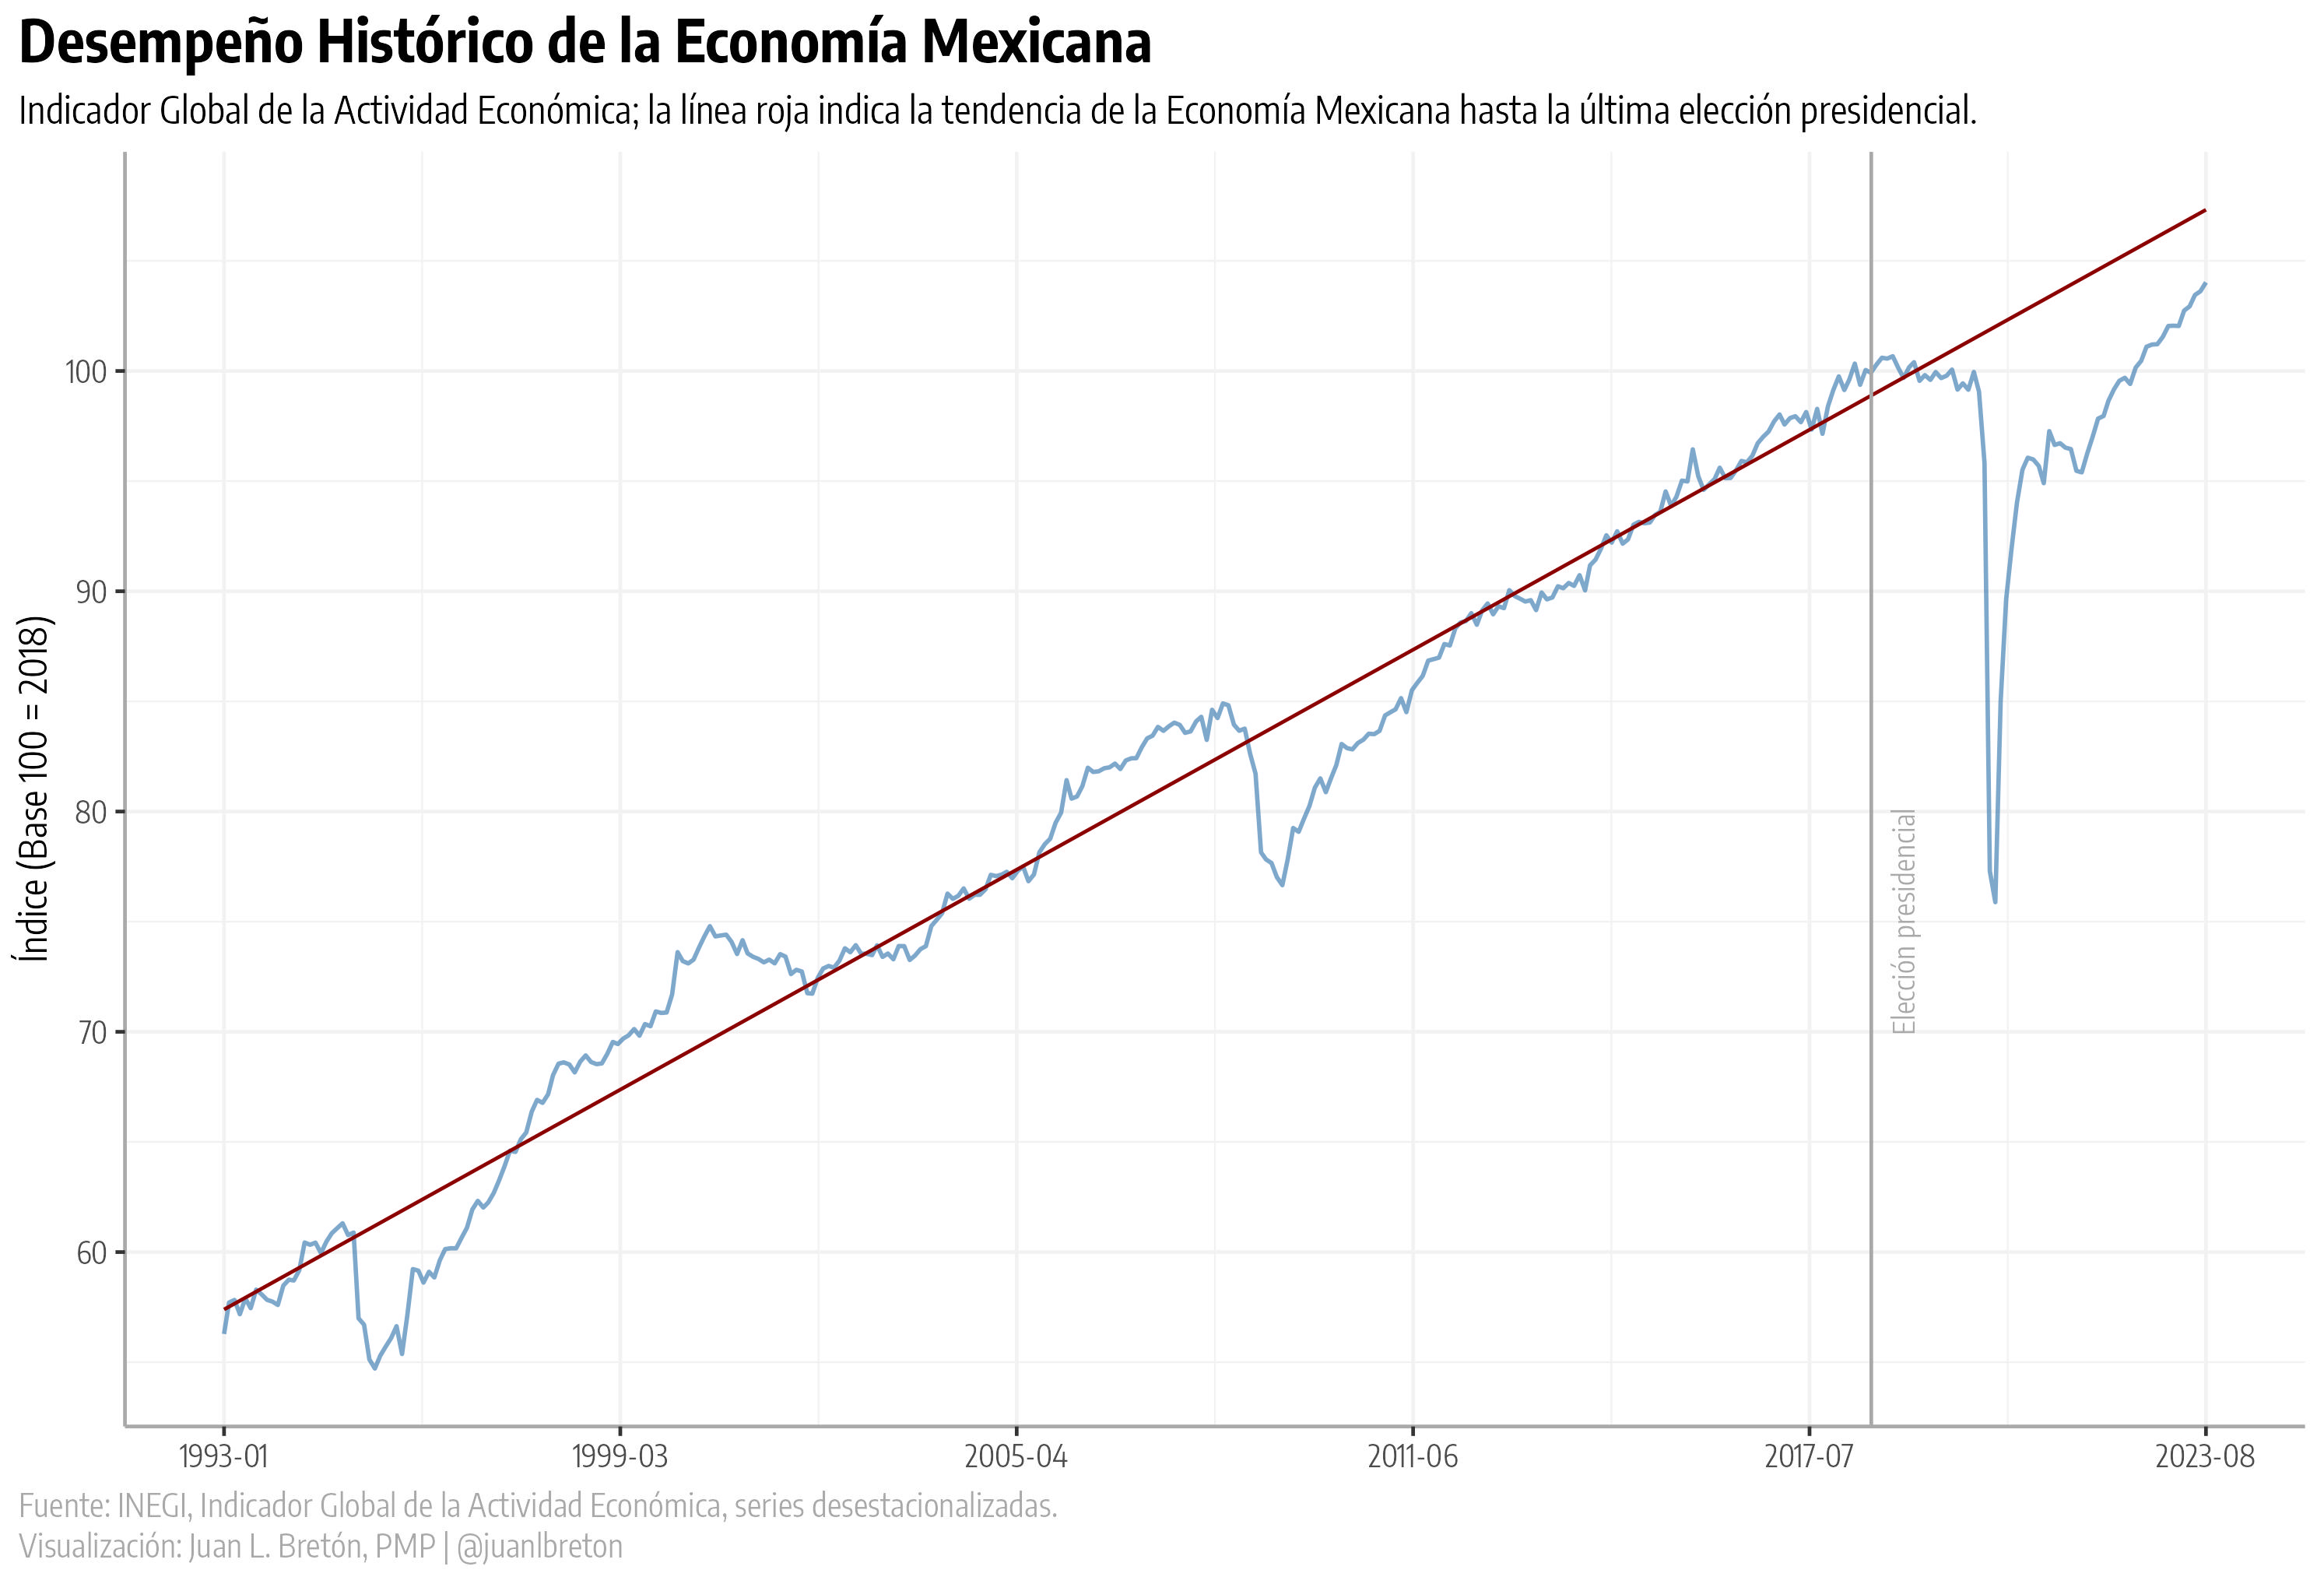 Desempeño Histórico de la Economía Mexicana
Indicador Global de la Actividad Económica; la línea roja indica la tendencia de la Economía Mexicana hasta la última elección presidencial.
Índice (Base 100 = 2018)
100
90
80
70
60
Elección presidencial
1993-01
1999-03
2005-04
2011-06
2017-07
2023-08
Fuente: INEGI, Indicador Global de la Actividad Económica, series desestacionalizadas.
Visualización: Juan L. Bretón, PMP | @juanlbreton